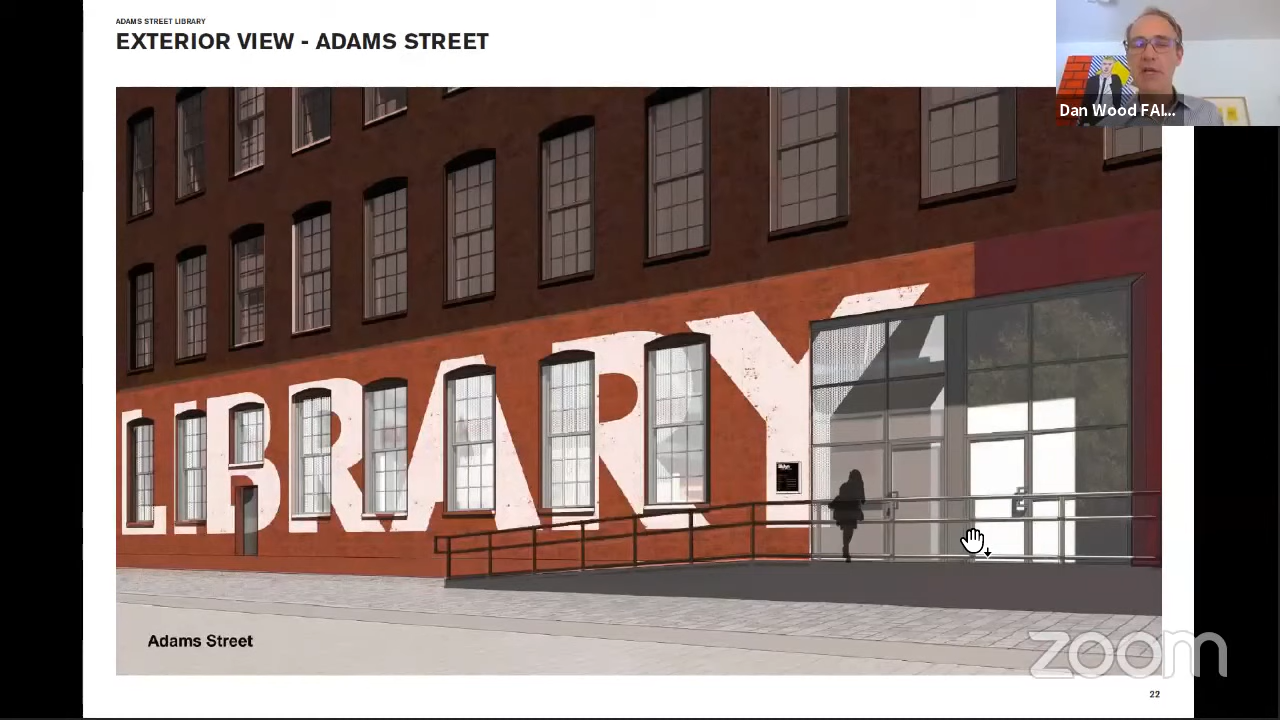 ADAMS STREET LIBRARY
EXTERIOR VIEW - ADAMS STREET
Dan Wood FAI...
LIBRARY
Adams Street
zoom
22